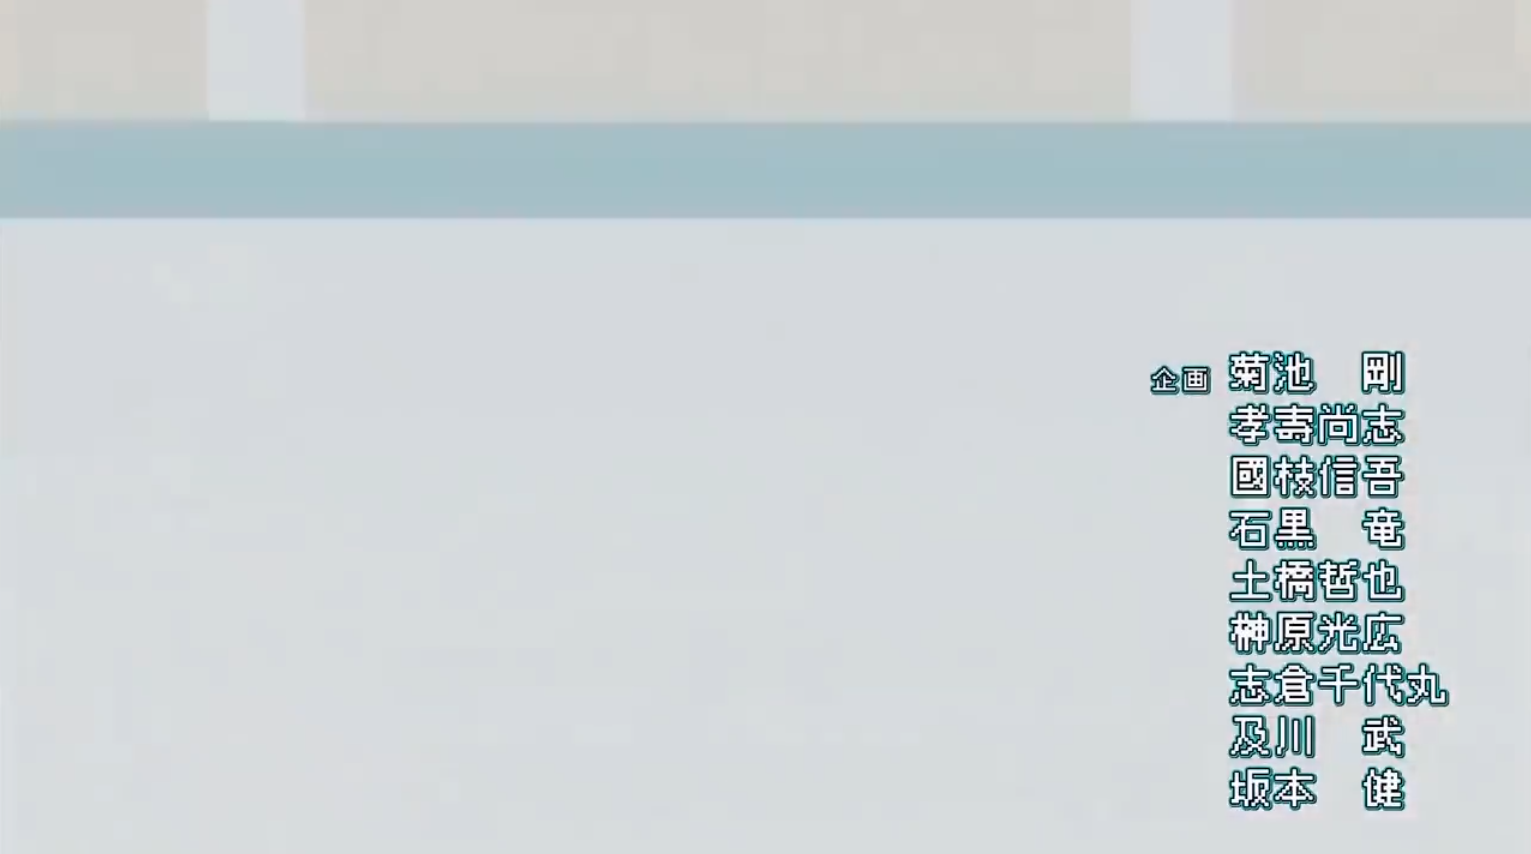 企画 菊池　剛
孝壽尚志
國枝信吾
石黒　竜
土橋哲也
榊原光広
志倉千代丸
及川　武
坂本　健